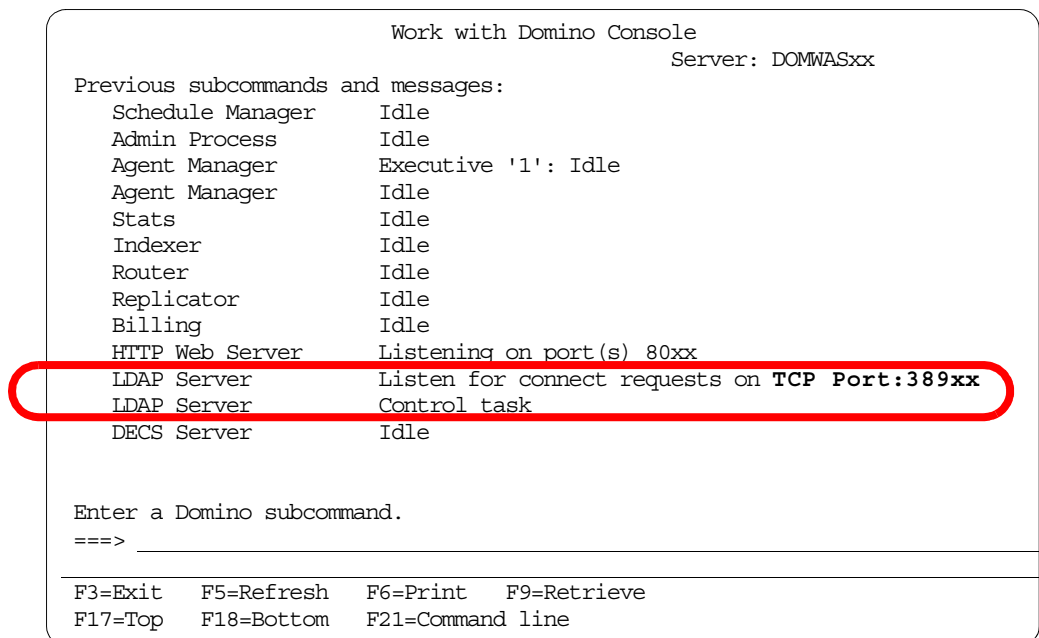 Work with Domino Console
Server: DOMWASxx
Previous subcommands and messages:
Schedule Manager Idle
Admin Process Idle
Agent Manager Executive '1': Idle
Agent Manager Idle
Stats Idle
Indexer Idle
Router Idle
Replicator Idle
Billing Idle
HTTP Web Server Listening on port(s) 80xx
LDAP Server Listen for connect requests on TCP Port:389xx
LDAP Server Control task
DECS Server Idle
Enter a Domino subcommand.
===>
F3=Exit F5=Refresh F6=Print F9=Retrieve
F17=Top F18=Bottom F21=Command line